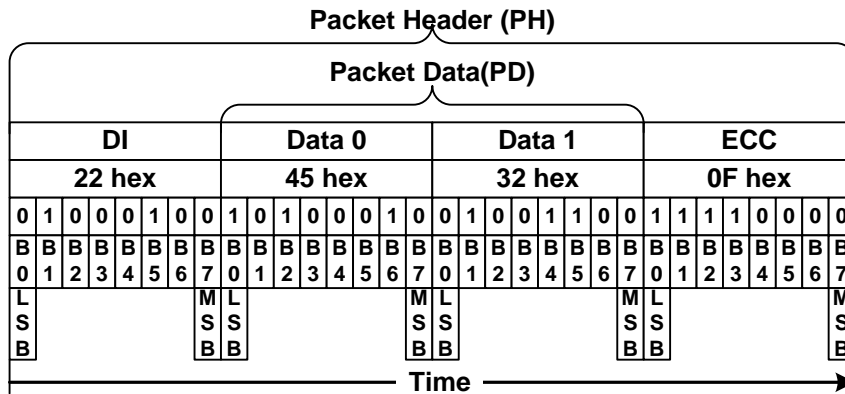 Packet Header (PH)
Packet Data(PD)
DI Data 0 Data 1 ECC
22 hex 45 hex 32 hex 0F hex
0 1 0 0 0 1 0 0 1 0 1 0 0 0 1 0 0 1 0 0 1 1 0 0 1 1 1 1 0 0 0 0
B B B B B B B B B B B B B B B B B B B B B B B B B B B B B B B B
0 1 2 3 4 5 6 7 0 1 2 3 4 5 6 7 0 1 2 3 4 5 6 7 0 1 2 3 4 5 6 7
L M L M L M L M
S S S S S S S S
B B B B B B B B
Time